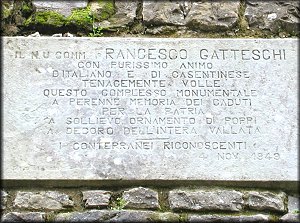 IL N.U COMM. FRANCESCO GATTESCHI
CON PURISSIMO ANIMO
D'ITALIANO E DI CASENTINESE
TENACEMENTE VOLLE
QUESTO COMPLESSO MONUMENTALE
A PERENNE MEMORIA DEI CADUTI
PER LA PATRIA
A SOLLIEVO ORNAMENTO DI POPPI
A DECORO DELL'INTERA VALLATA
I CONTERRANEI RICONOSCENTI
NOV.